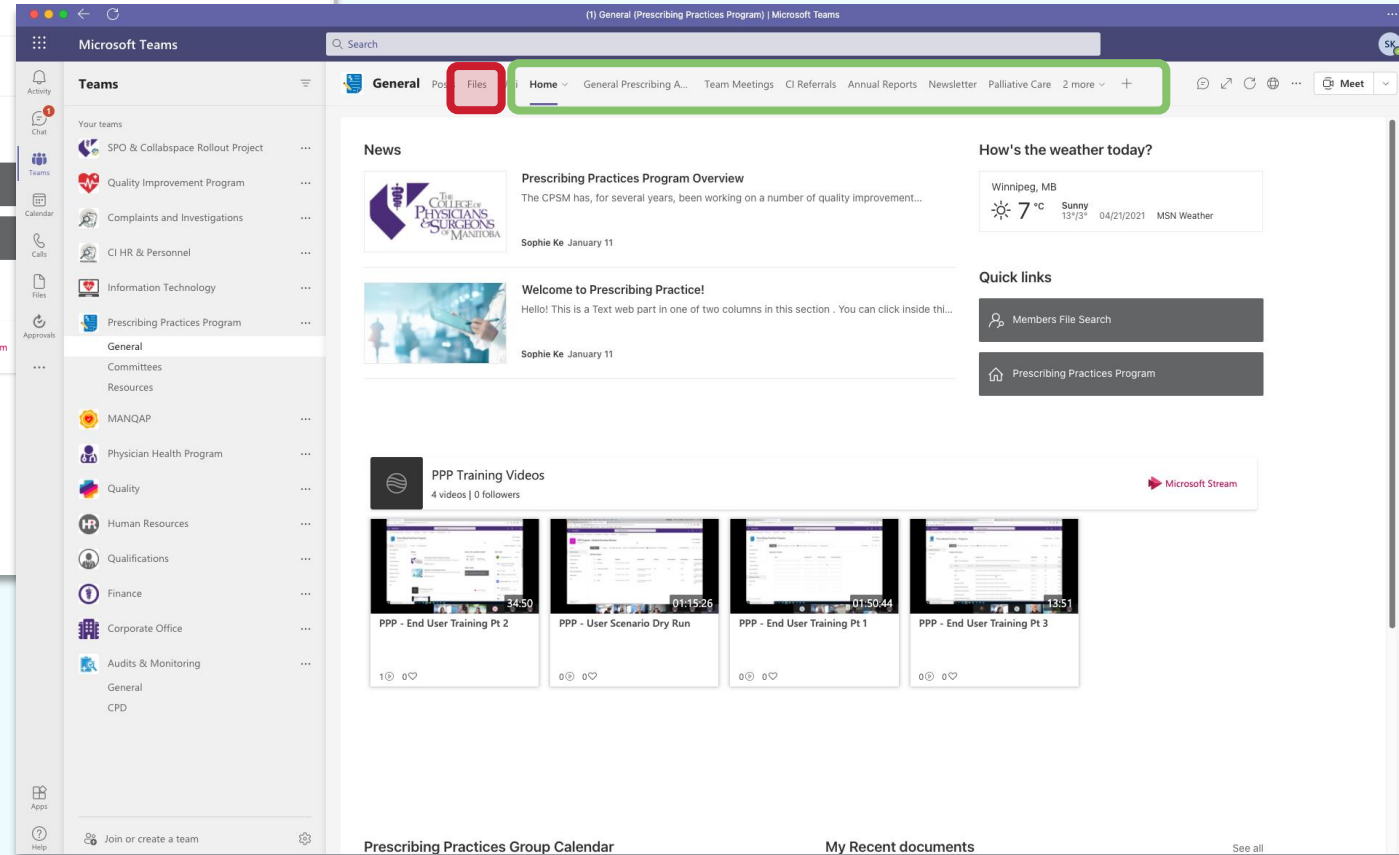 (1) General (Prescribing Practices Program) | Microsoft Teams
Microsoft Teams
Search
SK
Activity
1
Chat
Teams
Calendar
Calls
Files
Approvals
Apps
Help
Teams
Your teams
SPO & Collabspace Rollout Project
Quality Improvement Program
Complaints and Investigations
CI HR & Personnel
Information Technology
Prescribing Practices Program
General
Committees
Resources
MANQAP
Physician Health Program
Quality
Human Resources
Qualifications
Finance
Corporate Office
Audits & Monitoring
General
CPD
Join or create a team
General Files Home General Prescribing A... Team Meetings CI Referrals Annual Reports Newsletter Palliative Care 2 more + Meet
News
THE COLLEGE OF
PHYSICIANS
& SURGEONS
OF MANITOBA
Prescribing Practices Program Overview
The CPSM has, for several years, been working on a number of quality improvement...
Sophie Ke January 11
Welcome to Prescribing Practice!
Hello! This is a Text web part in one of two columns in this section . You can click inside thi...
Sophie Ke January 11
How's the weather today?
Winnipeg, MB
7 °C Sunny
13°/3° 04/21/2021 MSN Weather
Quick links
Members File Search
Prescribing Practices Program
PPP Training Videos
4 videos | 0 followers
Microsoft Stream
34:50
PPP - End User Training Pt 2
1 0
01:15:26
PPP - User Scenario Dry Run
0 0
01:50:44
PPP - End User Training Pt 1
0 0
13:51
PPP - End User Training Pt 3
0 0
Prescribing Practices Group Calendar
My Recent documents
See all